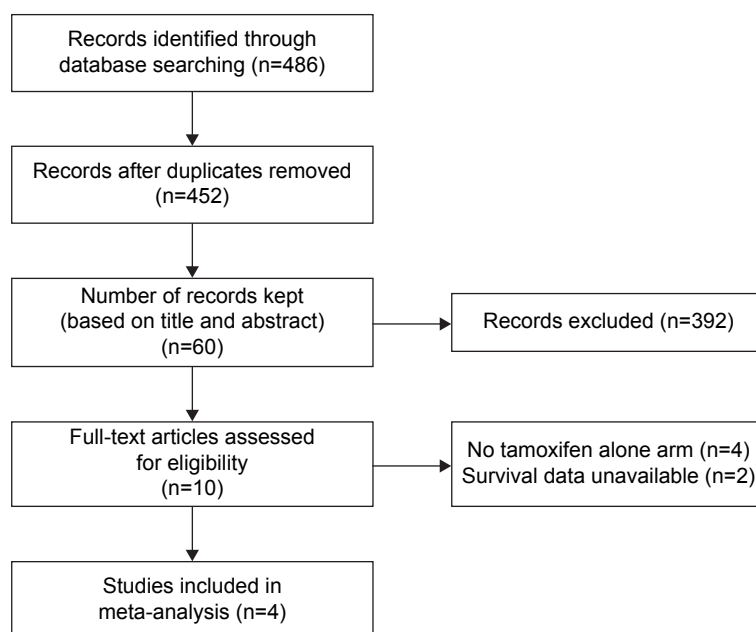 Records identified through
database searching (n=486)
Records after duplicates removed
(n=452)
Number of records kept
(based on title and abstract)
(n=60)
Records excluded (n=392)
Full-text articles assessed
for eligibility
(n=10)
No tamoxifen alone arm (n=4)
Survival data unavailable (n=2)
Studies included in
meta-analysis (n=4)